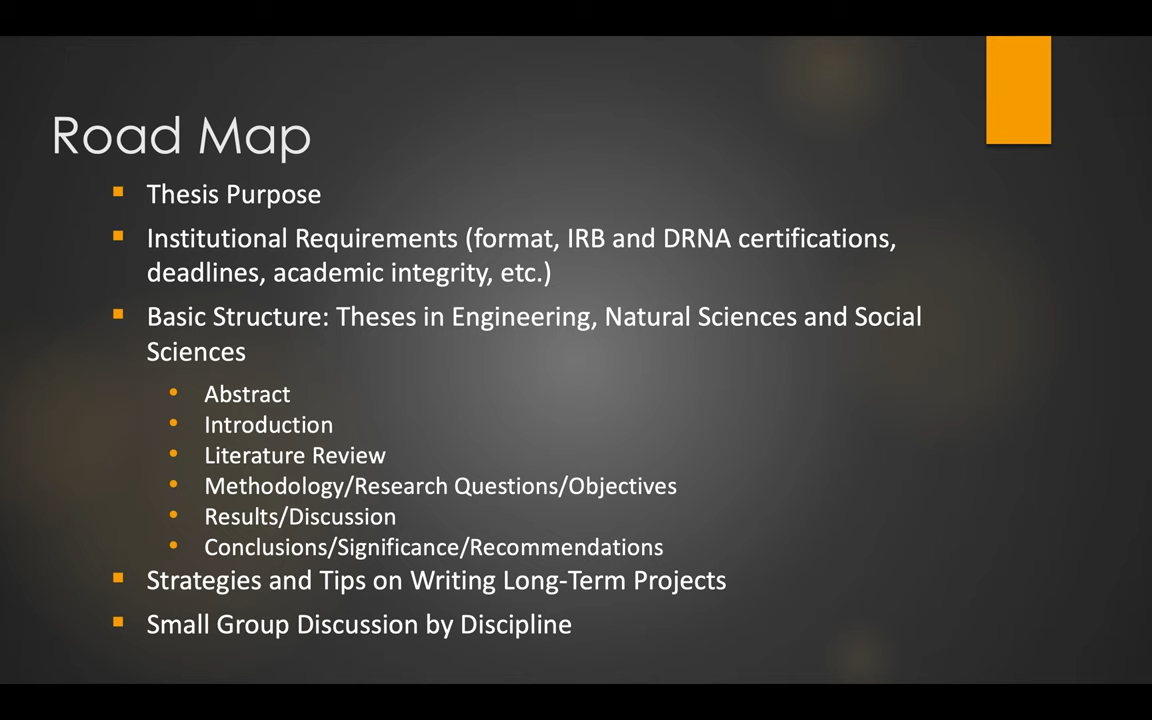 Road Map
Thesis Purpose
Institutional Requirements (format, IRB and DRNA certifications,
deadlines, academic integrity, etc.)
Basic Structure: Theses in Engineering, Natural Sciences and Social
Sciences
Abstract
Introduction
Literature Review
Methodology/Research Questions/Objectives
Results/Discussion
Conclusions/Significance/Recommendations
Strategies and Tips on Writing Long-Term Projects
Small Group Discussion by Discipline